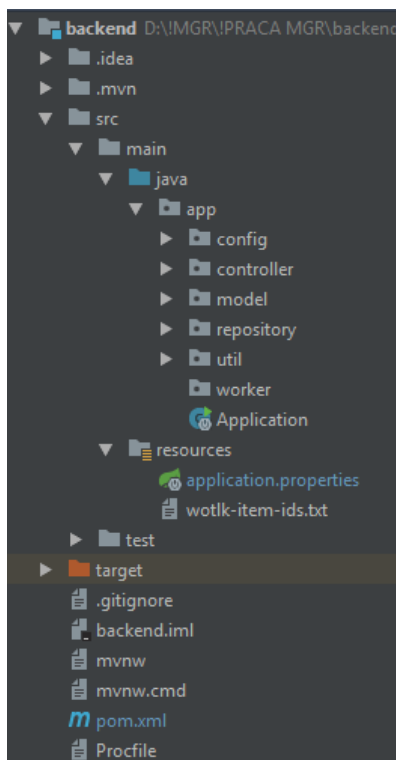 backend D:\!MGR\!PRACA MGR\backend
.idea
.mvn
src
main
java
app
config
controller
model
repository
util
worker
Application
resources
application.properties
wotlk-item-ids.txt
test
target
.gitignore
backend.iml
mvnw
mvnw.cmd
pom.xml
Procfile